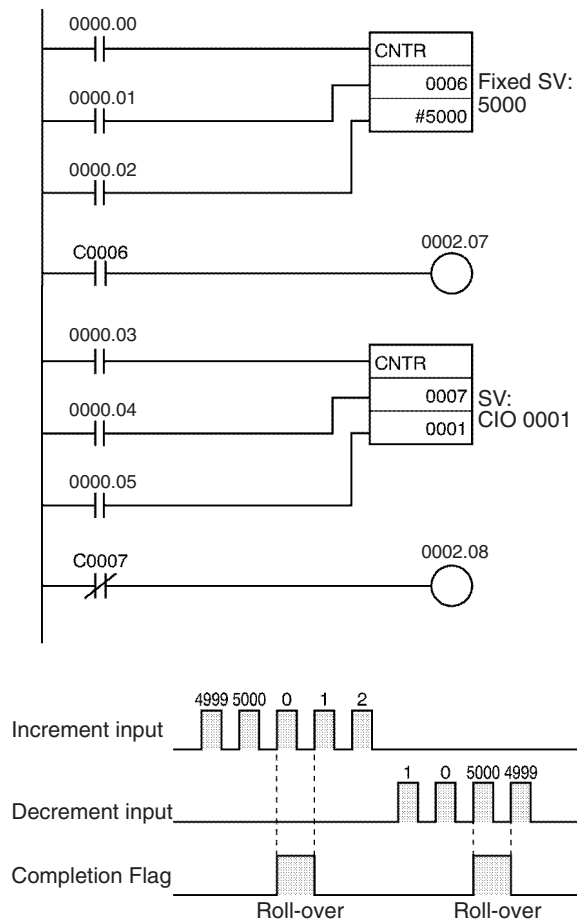 0000.00
CNTR
0006
Fixed SV:
0000.01
5000
#5000
0000.02
C0006
0002.07
0000.03
CNTR
0007
SV:
0000.04
CIO 0001
0001
0000.05
C0007
0002.08
4999 5000 0 1 2
Increment input
1 0 5000 4999
Decrement input
Completion Flag
Roll-over Roll-over